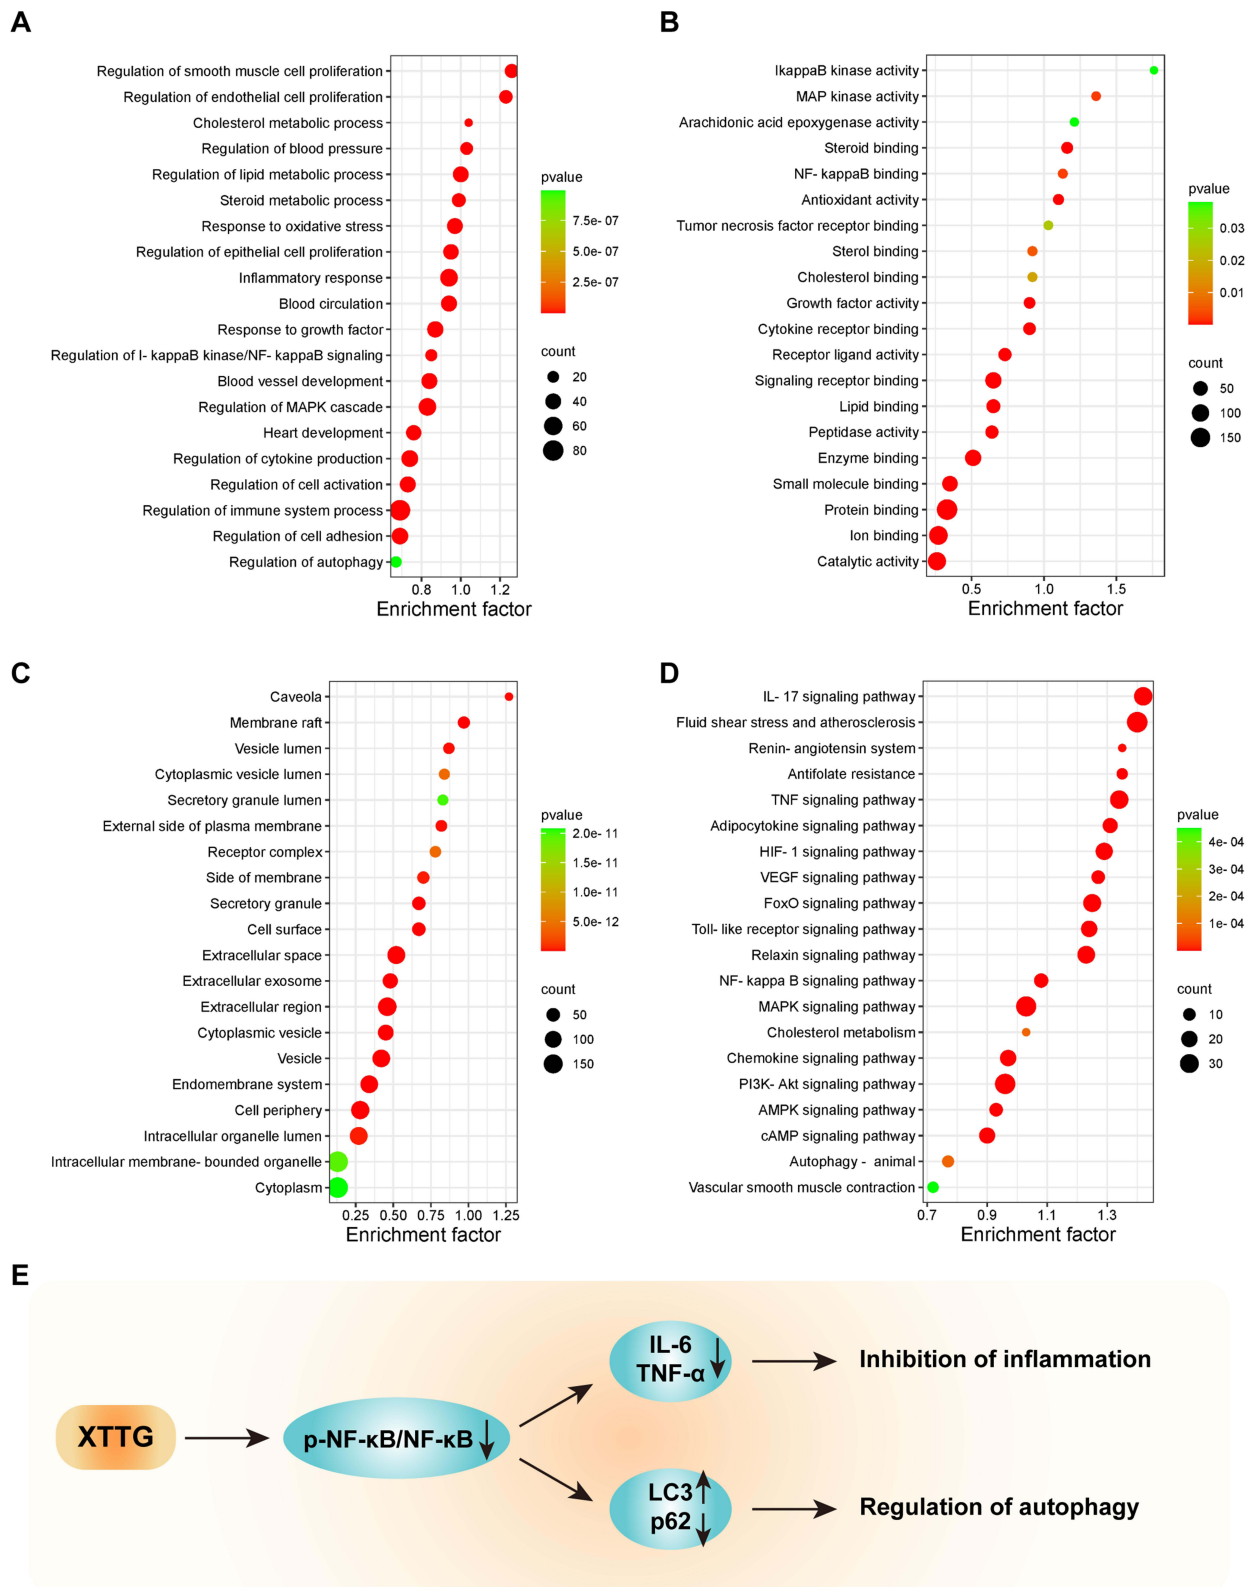 A
Regulation of smooth muscle cell proliferation
Regulation of endothelial cell proliferation
Cholesterol metabolic process
Regulation of blood pressure
Regulation of lipid metabolic process
Steroid metabolic process
Response to oxidative stress
Regulation of epithelial cell proliferation
Inflammatory response
Blood circulation
Response to growth factor
Regulation of I- kappaB kinase/NF- kappaB signaling
Blood vessel development
Regulation of MAPK cascade
Heart development
Regulation of cytokine production
Regulation of cell activation
Regulation of immune system process
Regulation of cell adhesion
Regulation of autophagy
0.8 1.0 1.2
Enrichment factor
pvalue
7.5e- 07
5.0e- 07
2.5e- 07
count
20
40
60
80
B
IkappaB kinase activity
MAP kinase activity
Arachidonic acid epoxygenase activity
Steroid binding
NF- kappaB binding
Antioxidant activity
Tumor necrosis factor receptor binding
Sterol binding
Cholesterol binding
Growth factor activity
Cytokine receptor binding
Receptor ligand activity
Signaling receptor binding
Lipid binding
Peptidase activity
Enzyme binding
Small molecule binding
Protein binding
Ion binding
Catalytic activity
0.5 1.0 1.5
Enrichment factor
pvalue
0.03
0.02
0.01
count
50
100
150
C
Caveola
Membrane raft
Vesicle lumen
Cytoplasmic vesicle lumen
Secretory granule lumen
External side of plasma membrane
Receptor complex
Side of membrane
Secretory granule
Cell surface
Extracellular space
Extracellular exosome
Extracellular region
Cytoplasmic vesicle
Vesicle
Endomembrane system
Cell periphery
Intracellular organelle lumen
Intracellular membrane- bounded organelle
Cytoplasm
0.25 0.50 0.75 1.00 1.25
Enrichment factor
pvalue
2.0e- 11
1.5e- 11
1.0e- 11
5.0e- 12
count
50
100
150
D
IL- 17 signaling pathway
Fluid shear stress and atherosclerosis
Renin- angiotensin system
Antifolate resistance
TNF signaling pathway
Adipocytokine signaling pathway
HIF- 1 signaling pathway
VEGF signaling pathway
FoxO signaling pathway
Toll- like receptor signaling pathway
Relaxin signaling pathway
NF- kappa B signaling pathway
MAPK signaling pathway
Cholesterol metabolism
Chemokine signaling pathway
PI3K- Akt signaling pathway
AMPK signaling pathway
cAMP signaling pathway
Autophagy - animal
Vascular smooth muscle contraction
0.7 0.9 1.1 1.3
Enrichment factor
pvalue
4e- 04
3e- 04
2e- 04
1e- 04
count
10
20
30
E
XTTG
p-NF-κB/NF-κB
IL-6
TNF-α
Inhibition of inflammation
LC3
p62
Regulation of autophagy